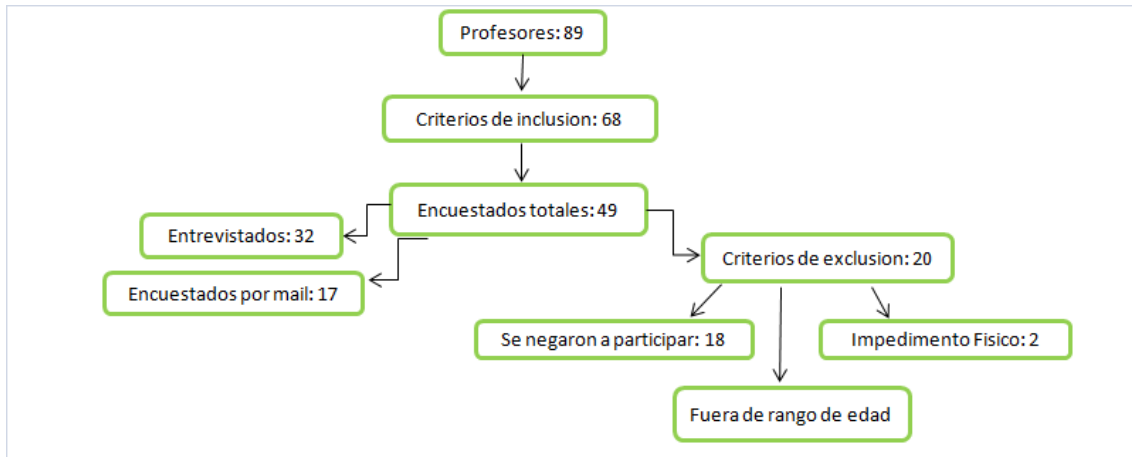 Profesores: 89
Criterios de inclusion: 68
Encuestados totales: 49
Entrevistados: 32
Criterios de exclusion: 20
Encuestados por mail: 17
Se negaron a participar: 18
Impedimento Fisico: 2
Fuera de rango de edad